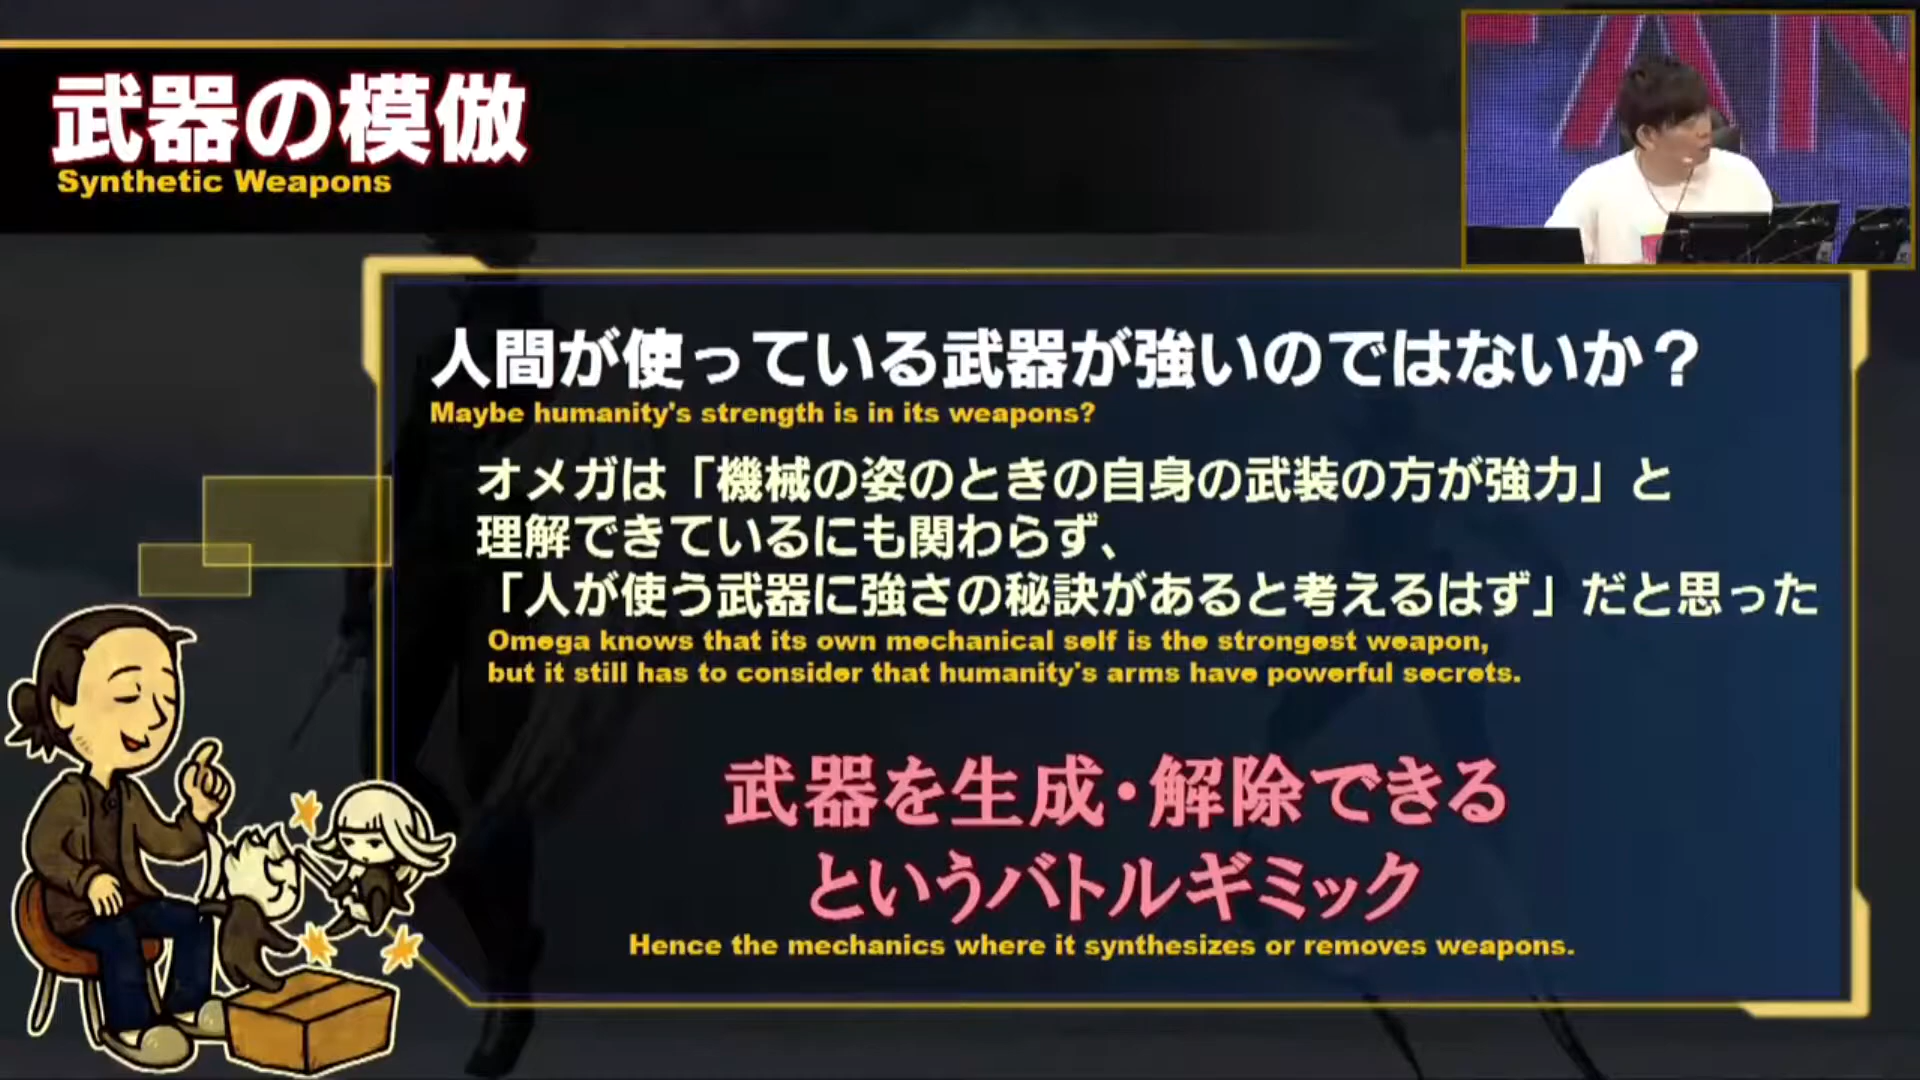 武器の模倣
Synthetic Weapons
人間が使っている武器が強いのではないか？
Maybe humanity's strength is in its weapons?
オメガは「機械の姿のときの自身の武装の方が強力」と
理解できているにも関わらず、
「人が使う武器に強さの秘訣があると考えるはず」だと思った
Omega knows that its own mechanical self is the strongest weapon,
but it still has to consider that humanity's arms have powerful secrets.
武器を生成・解除できる
というバトルギミック
Hence the mechanics where it synthesizes or removes weapons.